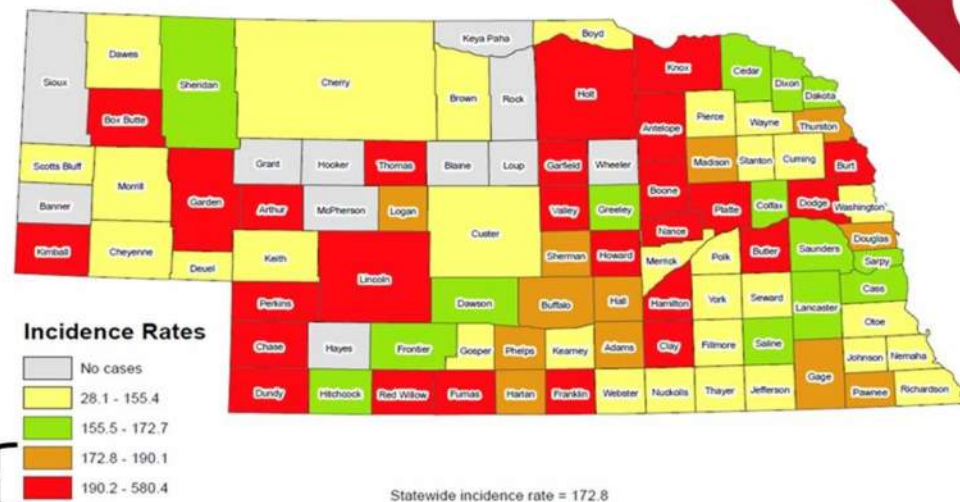 Keya Paha
Boyd
Dawes
Sioux
Sheridan
Cherry
Brown
Rock
Holt
Knox
Cedar
Dixon
Dakota
Box Butte
Antelope
Pierce
Wayne
Thurston
Scotts Bluff
Morrill
Grant
Hooker
Thomas
Blaine
Loup
Garfield
Wheeler
Madison
Stanton
Cuming
Burt
Banner
Garden
Arthur
McPherson
Logan
Custer
Valley
Greeley
Boone
Platte
Colfax
Dodge
Washington
Kimball
Cheyenne
Deuel
Keith
Lincoln
Sherman
Howard
Nance
Merrick
Polk
Butler
Saunders
Douglas
Sarpy
Perkins
Dawson
Buffalo
Hall
Hamilton
York
Seward
Lancaster
Cass
Otoe
Chase
Hayes
Frontier
Gosper
Phelps
Kearney
Adams
Clay
Fillmore
Saline
Johnson
Nemaha
Dundy
Hitchcock
Red Willow
Furnas
Harlan
Franklin
Webster
Nuckolls
Thayer
Jefferson
Gage
Pawnee
Richardson
Incidence Rates
No cases
28.1 - 155.4
155.5 - 172.7
172.8 - 190.1
190.2 - 580.4
Statewide incidence rate = 172.8